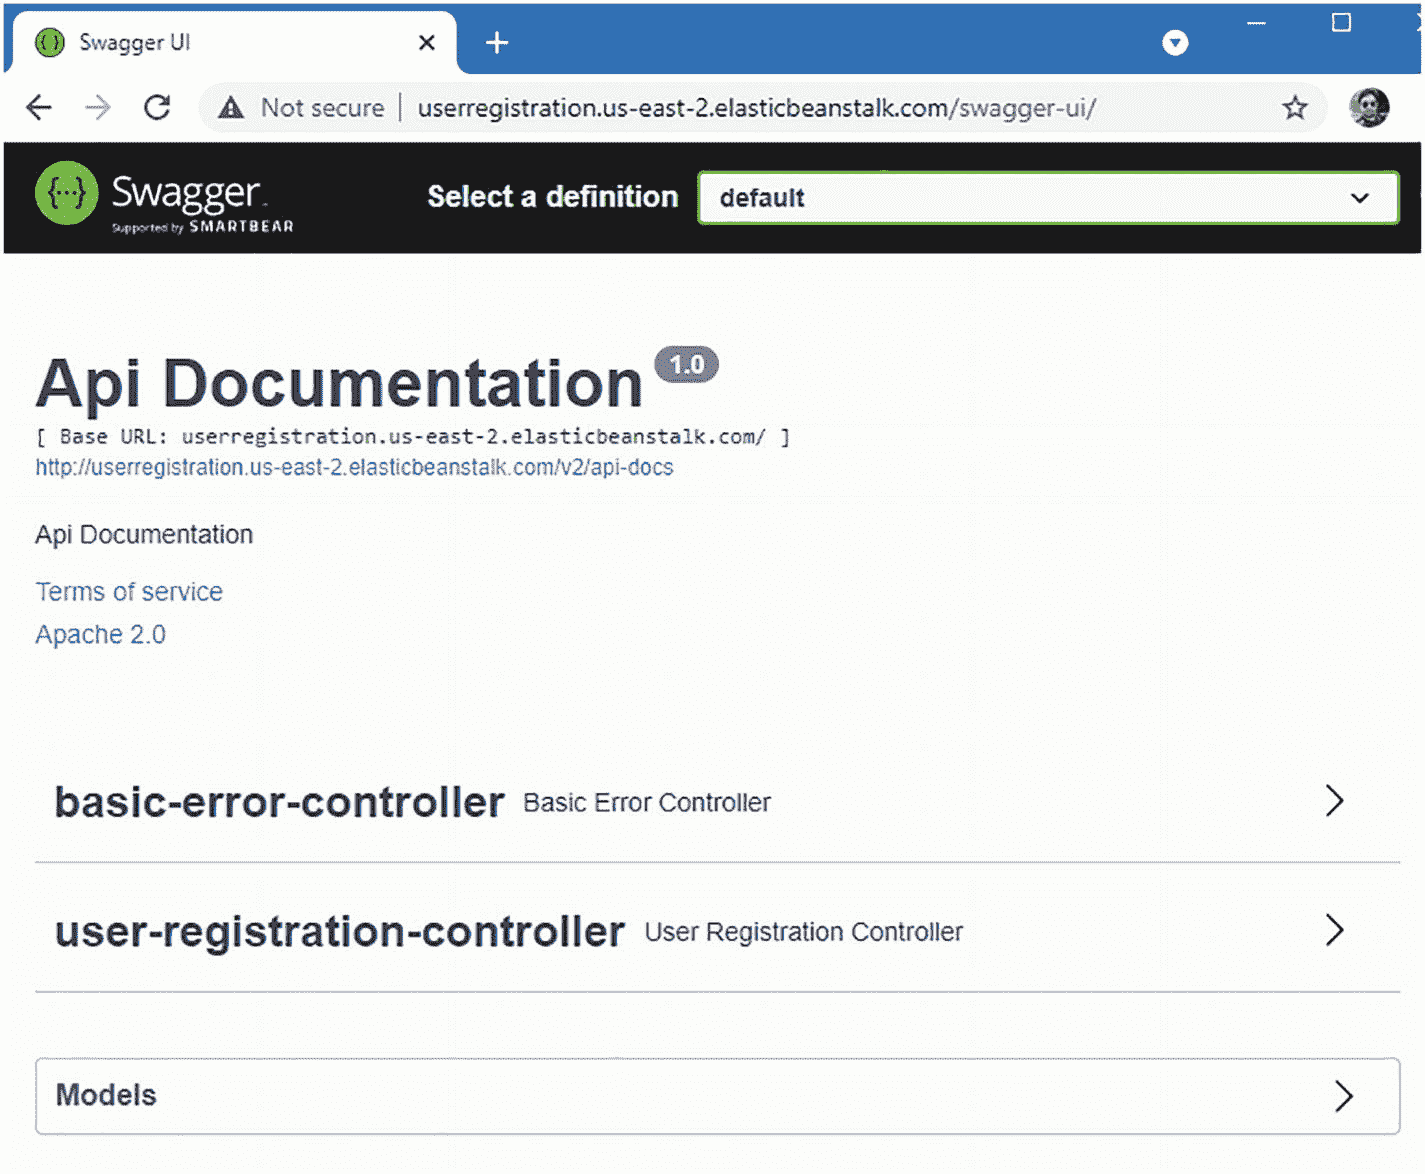 Swagger UI
Not secure userregistration.us-east-2.elasticbeanstalk.com/swagger-ui/
Swagger
Supported by SMARTBEAR
Select a definition default
Api Documentation 1.0
[ Base URL: userregistration.us-east-2.elasticbeanstalk.com/ ]
http://userregistration.us-east-2.elasticbeanstalk.com/v2/api-docs
Api Documentation
Terms of service
Apache 2.0
basic-error-controller Basic Error Controller
user-registration-controller User Registration Controller
Models